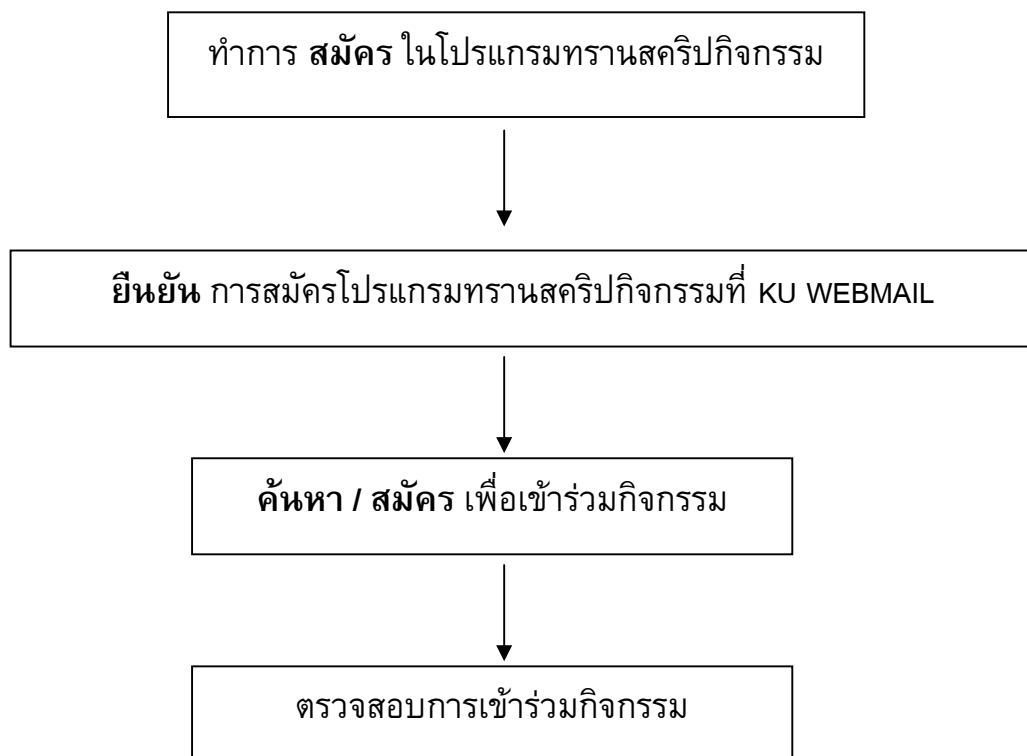 ทำการ สมัคร ในโปรแกรมทรานสคริปกิจกรรม
ยืนยัน การสมัครโปรแกรมทรานสคริปกิจกรรมที่ KU WEBMAIL
ค้นหา / สมัคร เพื่อเข้าร่วมกิจกรรม
ตรวจสอบการเข้าร่วมกิจกรรม